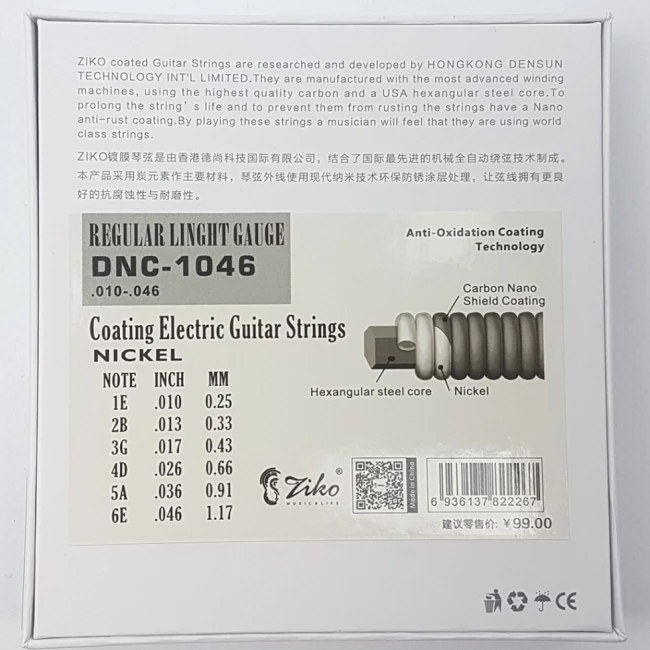 ZIKO coated Guitar Strings are researched and developed by HONGKONG DENSUN
TECHNOLOGY INT'L LIMITED.They are manufactured with the most advanced winding
machines, using the highest quality carbon and a USA hexangular steel core.To
prolong the string's life and to prevent them from rusting the strings have a Nano
anti-rust coating.By playing these strings a musician will feel that they are using world
class strings.
ZIKO镀膜琴弦是由香港德尚科技国际有限公司，结合了国际最先进的机械全自动绕弦技术制成。
本产品采用炭元素作主要材料，琴弦外线使用现代纳米技术环保防锈涂层处理，让弦线拥有更良
好的抗腐蚀性与耐磨性。
REGULAR LINGHT GAUGE
DNC-1046
.010-.046
Anti-Oxidation Coating
Technology
Carbon Nano
Shield Coating
Hexangular steel core
Nickel
Coating Electric Guitar Strings
NICKEL
NOTE INCH MM
1E .010 0.25
2B .013 0.33
3G .017 0.43
4D .026 0.66
5A .036 0.91
6E .046 1.17
Ziko®
MUSICALIFE
Made in China
6 936137 822267
建议零售价: ￥99.00
CE